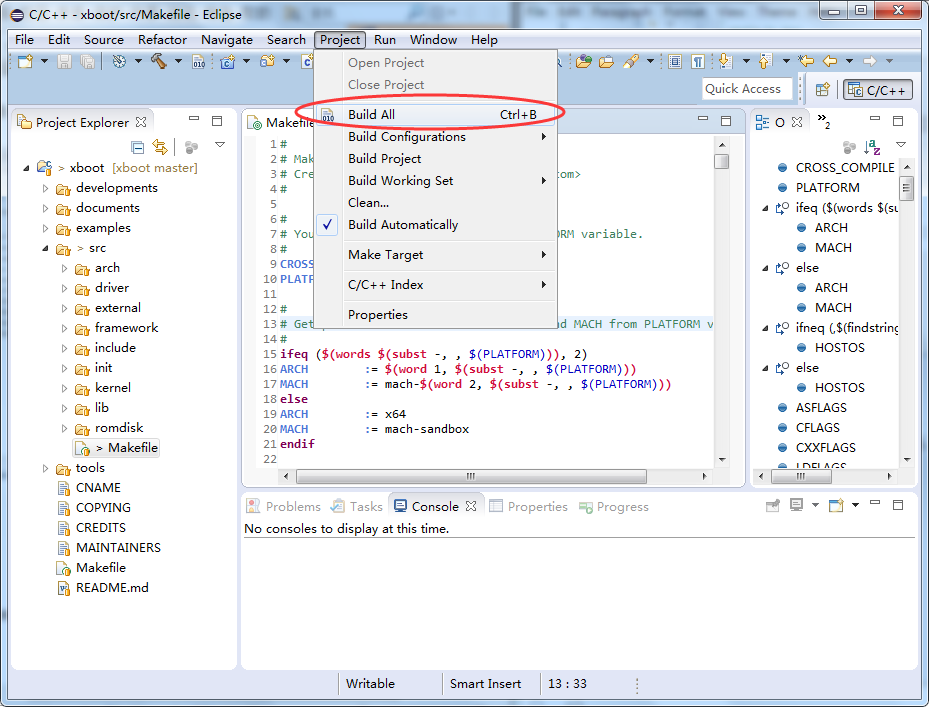 C/C++ - xboot/src/Makefile - Eclipse
File Edit Source Refactor Navigate Search Project Run Window Help
Quick Access
C/C++
Open Project
Close Project
Build All Ctrl+B
Build Configurations
Build Project
Build Working Set
Clean...
Build Automatically
Make Target
C/C++ Index
Properties
Project Explorer
> xboot [xboot master]
developments
documents
examples
> src
arch
driver
external
framework
include
init
kernel
lib
romdisk
> Makefile
tools
CNAME
COPYING
CREDITS
MAINTAINERS
Makefile
README.md
Makefile
1 #
2 # Mak
3 # Cre tom>
4 #
5
6 #
7 # You ORM variable.
8 #
9 CROSS
10 PLATF
11
12 #
13 # Get nd MACH from PLATFORM v
14 #
15 ifeq ($(words $(subst -, , $(PLATFORM))), 2)
16 ARCH := $(word 1, $(subst -, , $(PLATFORM)))
17 MACH := mach-$(word 2, $(subst -, , $(PLATFORM)))
18 else
19 ARCH := x64
20 MACH := mach-sandbox
21 endif
22
O
2
CROSS_COMPILE
PLATFORM
ifeq ($(words $(su
ARCH
MACH
else
ARCH
MACH
ifneq (,$(findstring
HOSTOS
else
HOSTOS
ASFLAGS
CFLAGS
CXXFLAGS
LDFLAGS
Problems Tasks Console Properties Progress
No consoles to display at this time.
Writable Smart Insert 13 : 33